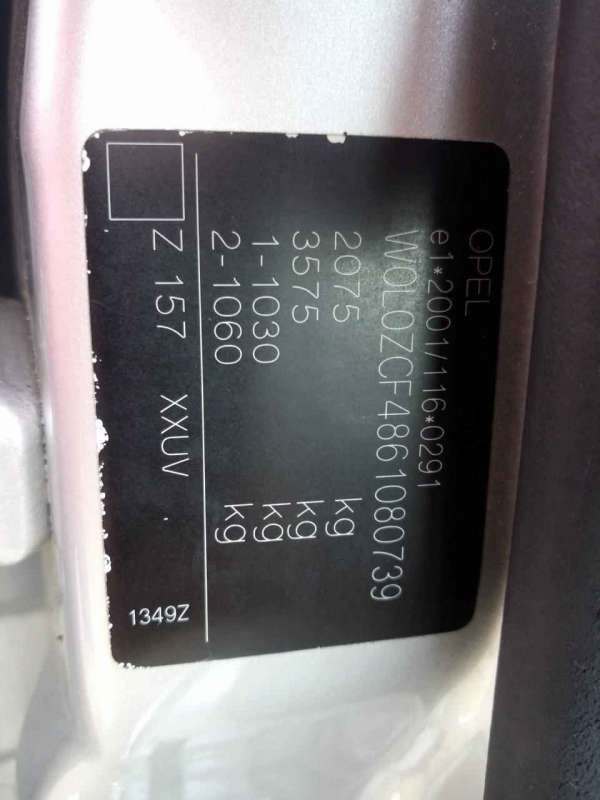 OPEL
e1*2001/116*0291
W0L0ZCF4861080739
2075 kg
3575 kg
1-1030 kg
2-1060 kg
Z 157 XXUV
1349Z